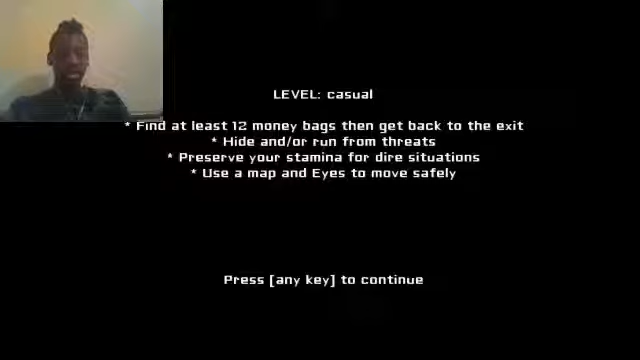 LEVEL: casual
* Find at least 12 money bags then get back to the exit
* Hide and/or run from threats
* Preserve your stamina for dire situations
* Use a map and Eyes to move safely
Press [any key] to continue